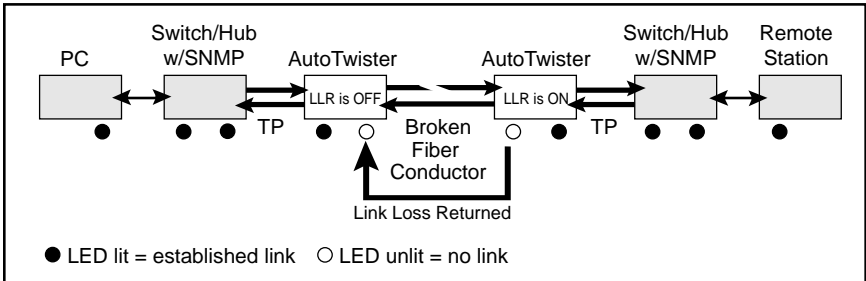 PC
Switch/Hub
w/SNMP
AutoTwister
AutoTwister
Switch/Hub
w/SNMP
Remote
Station
LLR is OFF
LLR is ON
TP
Broken
Fiber
Conductor
TP
Link Loss Returned
LED lit = established link
LED unlit = no link